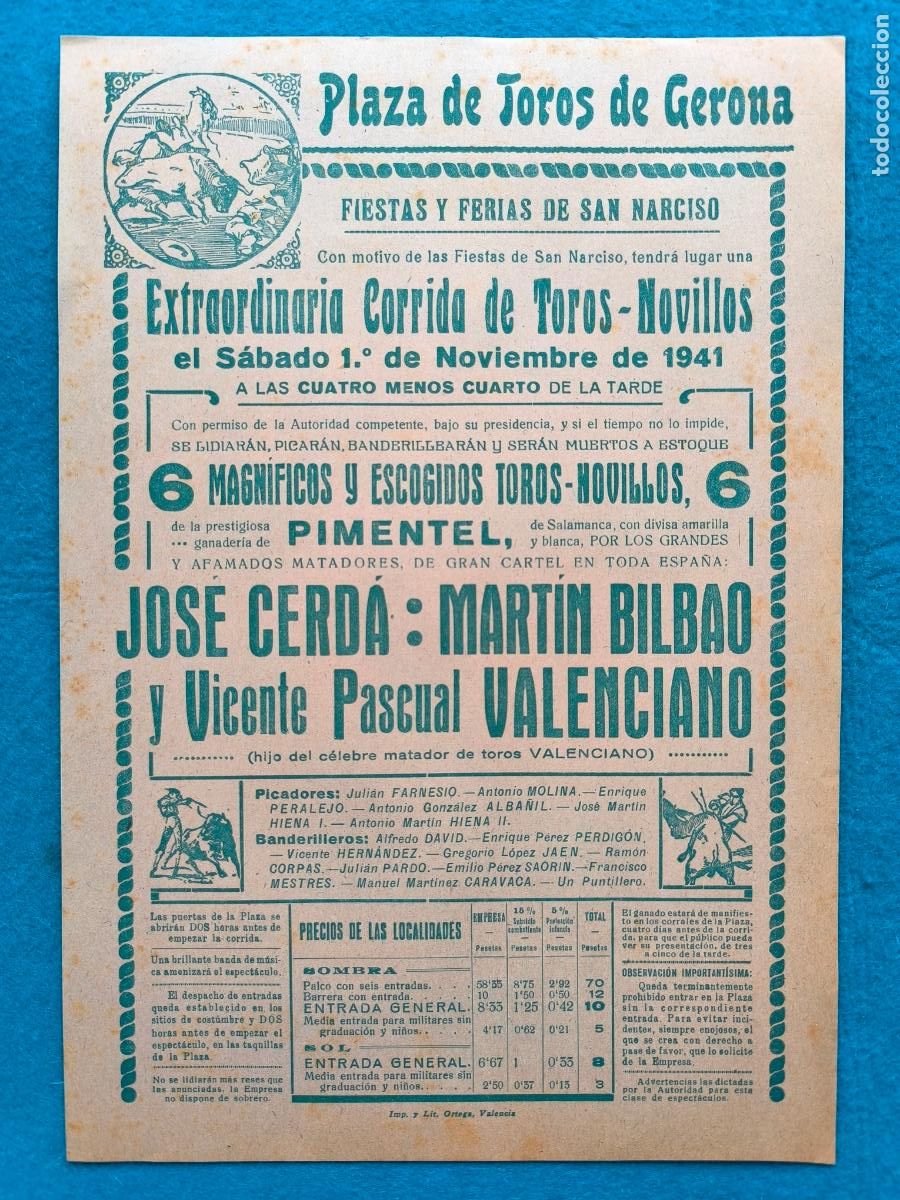 Plaza de Toros de Gerona
FIESTAS Y FERIAS DE SAN NARCISO
Con motivo de las Fiestas de San Narciso, tendrá lugar una
Extraordinaria Corrida de Toros-Novillos
el Sábado 1.º de Noviembre de 1941
A LAS CUATRO MENOS CUARTO DE LA TARDE
Con permiso de la Autoridad competente, bajo su presidencia, y si el tiempo no lo impide,
SE LIDIARÁN, PICARÁN, BANDERILLEARÁN Y SERÁN MUERTOS A ESTOQUE
6 MAGNÍFICOS Y ESCOGIDOS TOROS-NOVILLOS, 6
de la prestigiosa
ganadería de
PIMENTEL,
de Salamanca, con divisa amarilla
y blanca, POR LOS GRANDES
Y AFAMADOS MATADORES, DE GRAN CARTEL EN TODA ESPAÑA:
JOSÉ CERDÁ : MARTÍN BILBAO
y Vicente Pascual VALENCIANO
(hijo del célebre matador de toros VALENCIANO)
Picadores: Julián FARNESIO.—Antonio MOLINA.—Enrique
PERALEJO.—Antonio González ALBAÑIL.—José Martín
HIENA I.—Antonio Martín HIENA II.
Banderilleros: Alfredo DAVID.—Enrique Pérez PERDIGÓN.
—Vicente HERNÁNDEZ.—Gregorio López JAEN.—Ramón
CORPAS.—Julián PARDO.—Emilio Pérez SAORIN.—Francisco
MESTRES.—Manuel Martínez CARAVACA.—Un Puntillero.
Las puertas de la Plaza se
abrirán DOS horas antes de
empezar la corrida.
Una brillante banda de músi-
ca amenizará el espectáculo.
El despacho de entradas
queda establecido en los
sitios de costúmbre y DOS
horas antes de empezar el
espectáculo, en las taquillas
de la Plaza.
No se lidiarán más reses que
las anunciadas, la Empresa
no dispone de sobrero.
PRECIOS DE LAS LOCALIDADES
EMPRESA — Pesetas
15 % Subsidio combatiente — Pesetas
5 % Protección infancia — Pesetas
TOTAL — Pesetas
SOMBRA
Palco con seis entradas. . . . 58'33 8'75 2'92 70
Barrera con entrada. . . . . 10 1'50 0'50 12
ENTRADA GENERAL. 8'33 1'25 0'42 10
Media entrada para militares sin
graduación y niños. . . . . 4'17 0'62 0'21 5
SOL
ENTRADA GENERAL. 6'67 1 0'33 8
Media entrada para militares sin
graduación y niños. . . . . 2'50 0'37 0'13 3
El ganado estará de manifies-
to en los corrales de la Plaza,
cuatro días antes de la corri-
da, para que el público pueda
ver su presentación, de tres
a cinco de la tarde.
OBSERVACIÓN IMPORTANTÍSIMA:
Queda terminantemente
prohibido entrar en la Plaza
sin la correspondiente
entrada. Para evitar inci-
dentes, siempre enojosos, el
que se crea con derecho a
pase de favor, que lo solicite
de la Empresa.
Advertencias las dictadas
por la Autoridad para esta
clase de espectáculos.
Imp. y Lit. Ortega, Valencia
todocoleccion